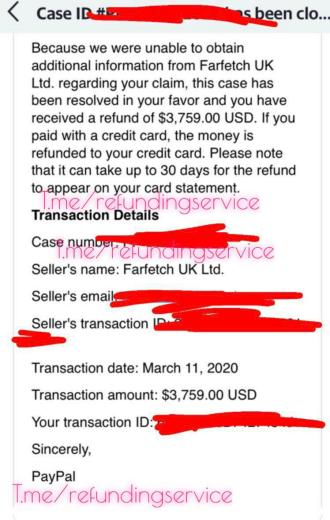 Case ID #
has been clo...
Because we were unable to obtain
additional information from Farfetch UK
Ltd. regarding your claim, this case has
been resolved in your favor and you have
received a refund of $3,759.00 USD. If you
paid with a credit card, the money is
refunded to your credit card. Please note
that it can take up to 30 days for the refund
to appear on your card statement.
T.me/refundingservice
Transaction Details
Case number:
T.me/refundingservice
Seller's name: Farfetch UK Ltd.
Seller's email
Seller's transaction ID:
Transaction date: March 11, 2020
Transaction amount: $3,759.00 USD
Your transaction ID:
Sincerely,
PayPal
T.me/refundingservice